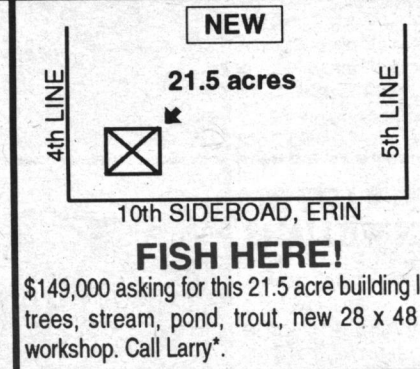 NEW
21.5 acres
4th LINE
5th LINE
10th SIDEROAD, ERIN
FISH HERE!
$149,000 asking for this 21.5 acre building
trees, stream, pond, trout, new 28 x 48
workshop. Call Larry*.